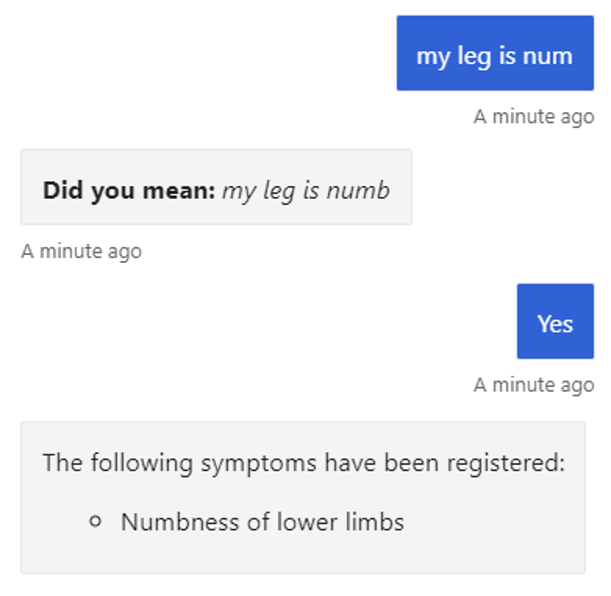 my leg is num
A minute ago
Did you mean: my leg is numb
A minute ago
Yes
A minute ago
The following symptoms have been registered:
Numbness of lower limbs